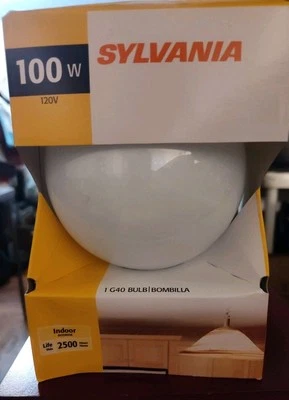 100 W
120V
SYLVANIA
1 G40 BULB|BOMBILLA
Indoor
Life
2500